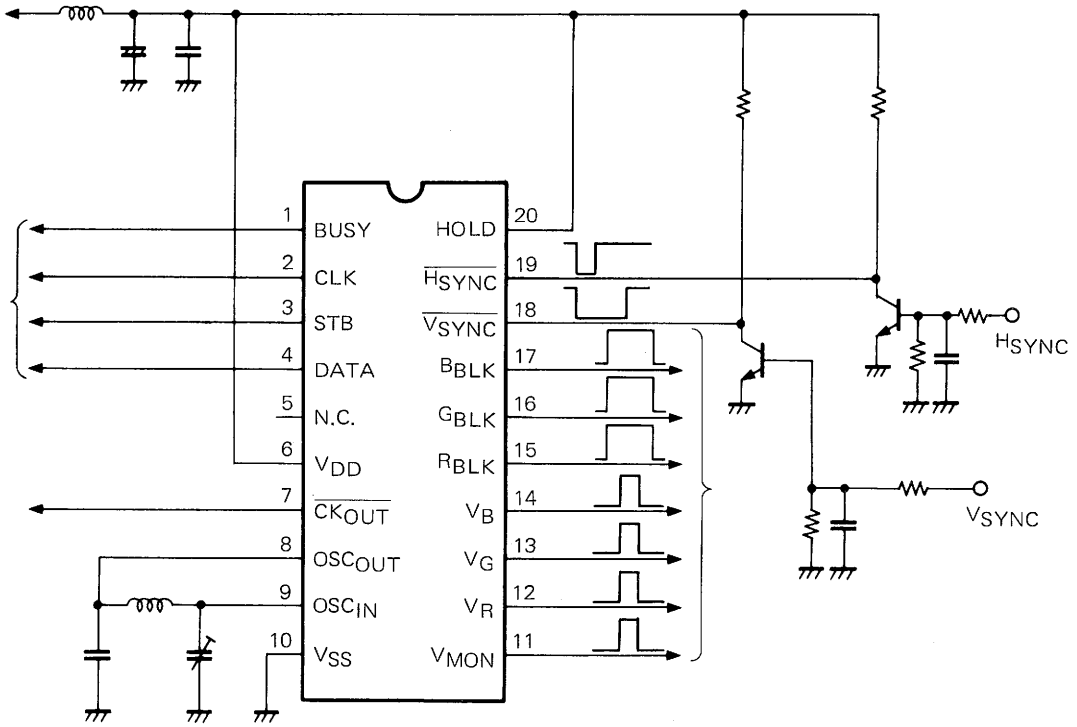 1 BUSY HOLD 20
2 CLK HSYNC 19
3 STB VSYNC 18
4 DATA BBLK 17
5 N.C. GBLK 16
6 VDD RBLK 15
7 CKOUT VB 14
8 OSCOUT VG 13
9 OSCIN VR 12
10 VSS VMON 11
HSYNC
VSYNC